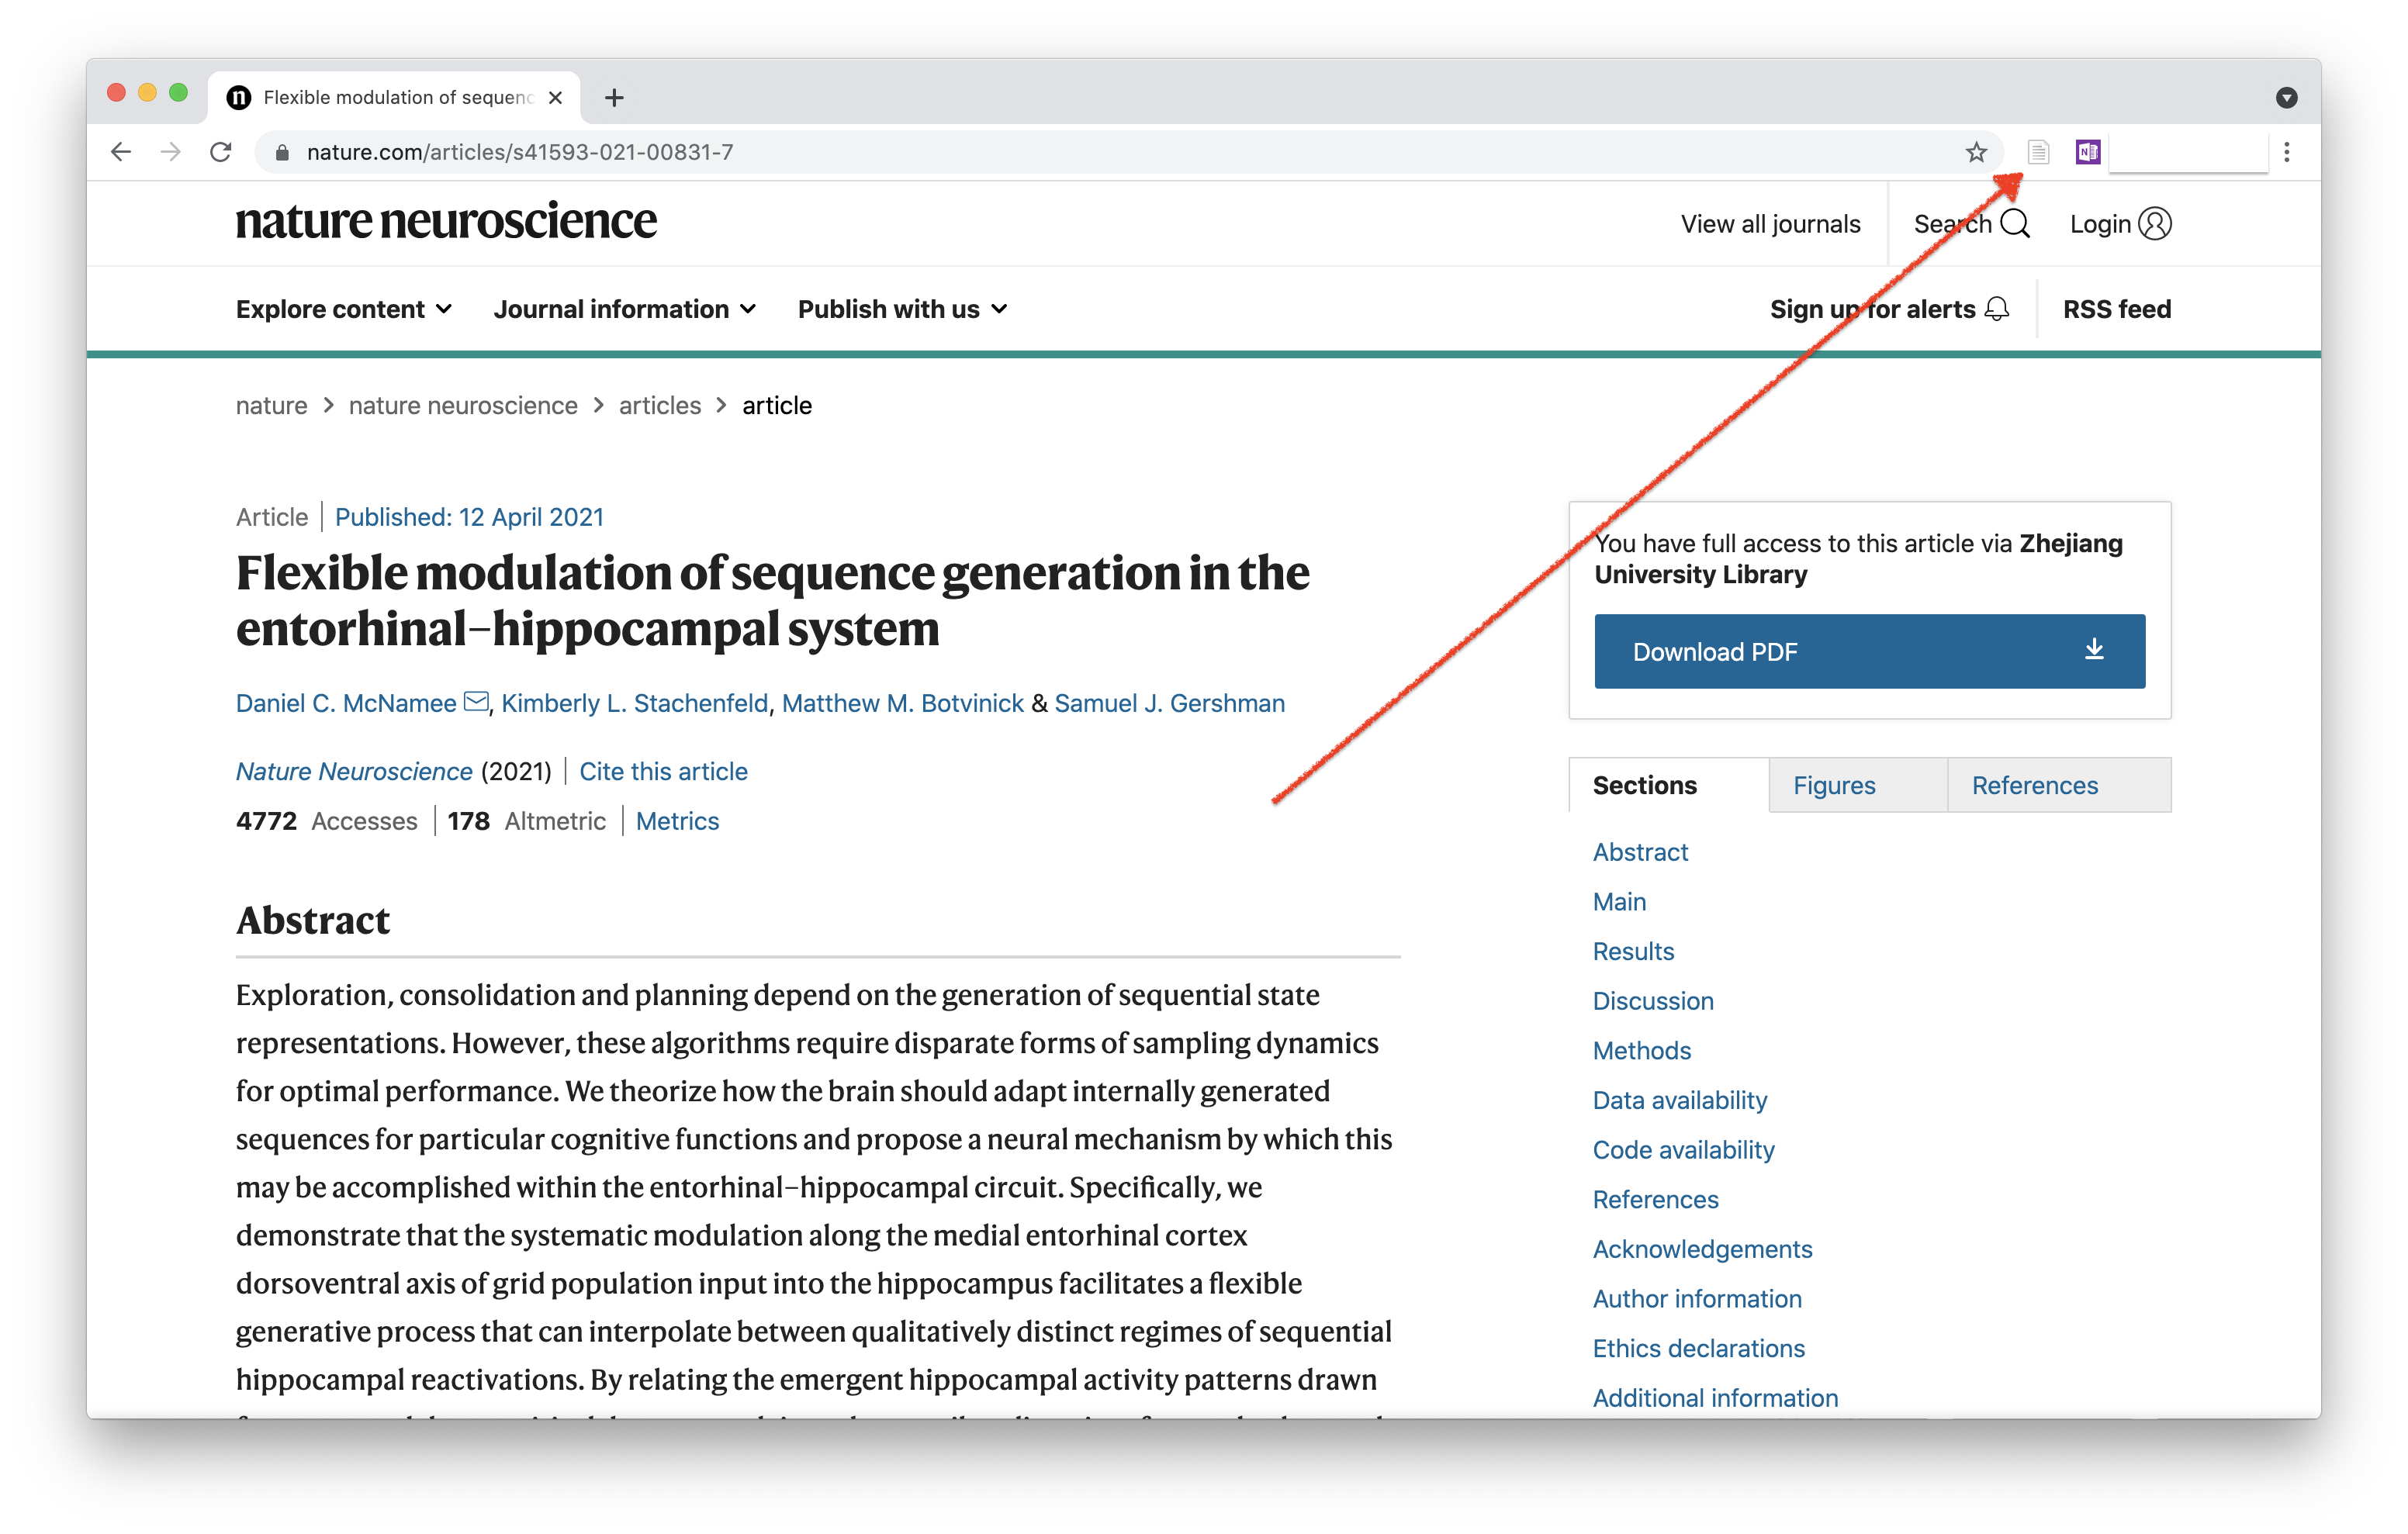 Flexible modulation of sequenc
nature.com/articles/s41593-021-00831-7
nature neuroscience
View all journals
Search
Login
Explore content
Journal information
Publish with us
Sign up for alerts
RSS feed
nature > nature neuroscience > articles > article
Article | Published: 12 April 2021
Flexible modulation of sequence generation in the
entorhinal–hippocampal system
Daniel C. McNamee, Kimberly L. Stachenfeld, Matthew M. Botvinick & Samuel J. Gershman
Nature Neuroscience (2021) | Cite this article
4772 Accesses | 178 Altmetric | Metrics
Abstract
Exploration, consolidation and planning depend on the generation of sequential state
representations. However, these algorithms require disparate forms of sampling dynamics
for optimal performance. We theorize how the brain should adapt internally generated
sequences for particular cognitive functions and propose a neural mechanism by which this
may be accomplished within the entorhinal–hippocampal circuit. Specifically, we
demonstrate that the systematic modulation along the medial entorhinal cortex
dorsoventral axis of grid population input into the hippocampus facilitates a flexible
generative process that can interpolate between qualitatively distinct regimes of sequential
hippocampal reactivations. By relating the emergent hippocampal activity patterns drawn
You have full access to this article via Zhejiang
University Library
Download PDF
Sections
Figures
References
Abstract
Main
Results
Discussion
Methods
Data availability
Code availability
References
Acknowledgements
Author information
Ethics declarations
Additional information